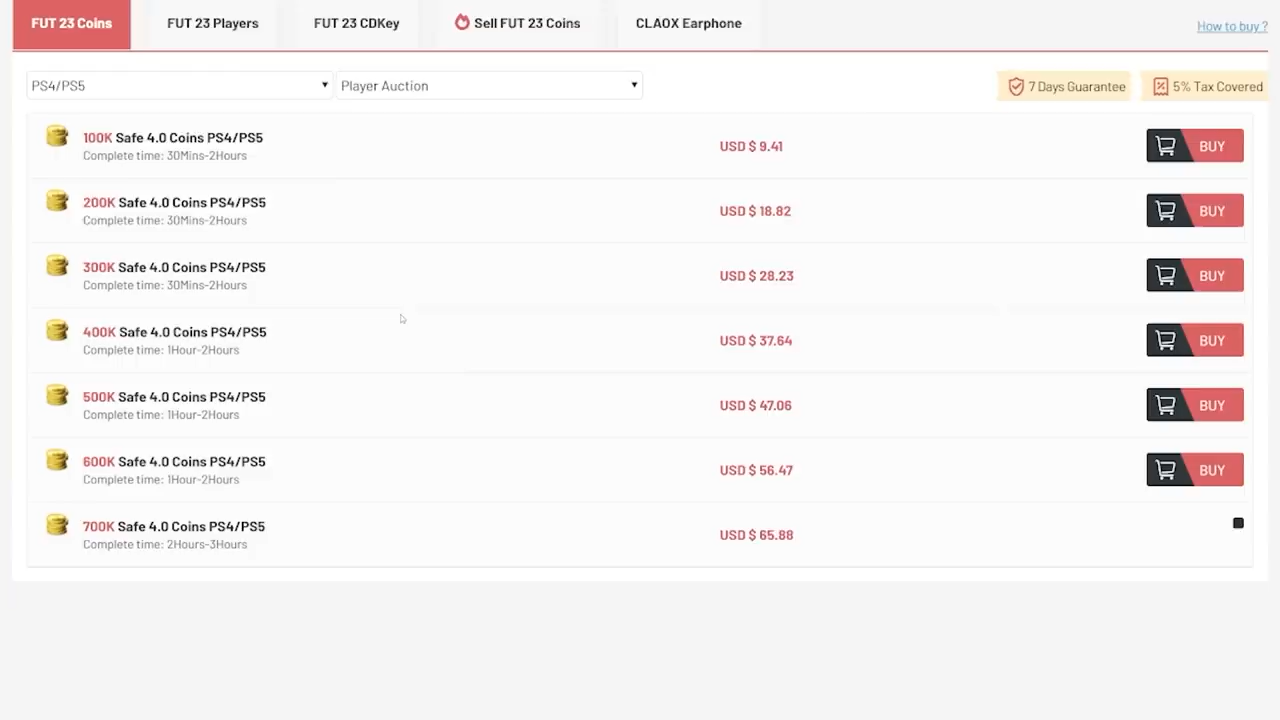 FUT 23 Coins
FUT 23 Players
FUT 23 CDKey
Sell FUT 23 Coins
CLAOX Earphone
How to buy ?
PS4/PS5
Player Auction
7 Days Guarantee
5% Tax Covered
100K Safe 4.0 Coins PS4/PS5
Complete time: 30Mins-2Hours
USD $ 9.41
BUY
200K Safe 4.0 Coins PS4/PS5
Complete time: 30Mins-2Hours
USD $ 18.82
BUY
300K Safe 4.0 Coins PS4/PS5
Complete time: 30Mins-2Hours
USD $ 28.23
BUY
400K Safe 4.0 Coins PS4/PS5
Complete time: 1Hour-2Hours
USD $ 37.64
BUY
500K Safe 4.0 Coins PS4/PS5
Complete time: 1Hour-2Hours
USD $ 47.06
BUY
600K Safe 4.0 Coins PS4/PS5
Complete time: 1Hour-2Hours
USD $ 56.47
BUY
700K Safe 4.0 Coins PS4/PS5
Complete time: 2Hours-3Hours
USD $ 65.88